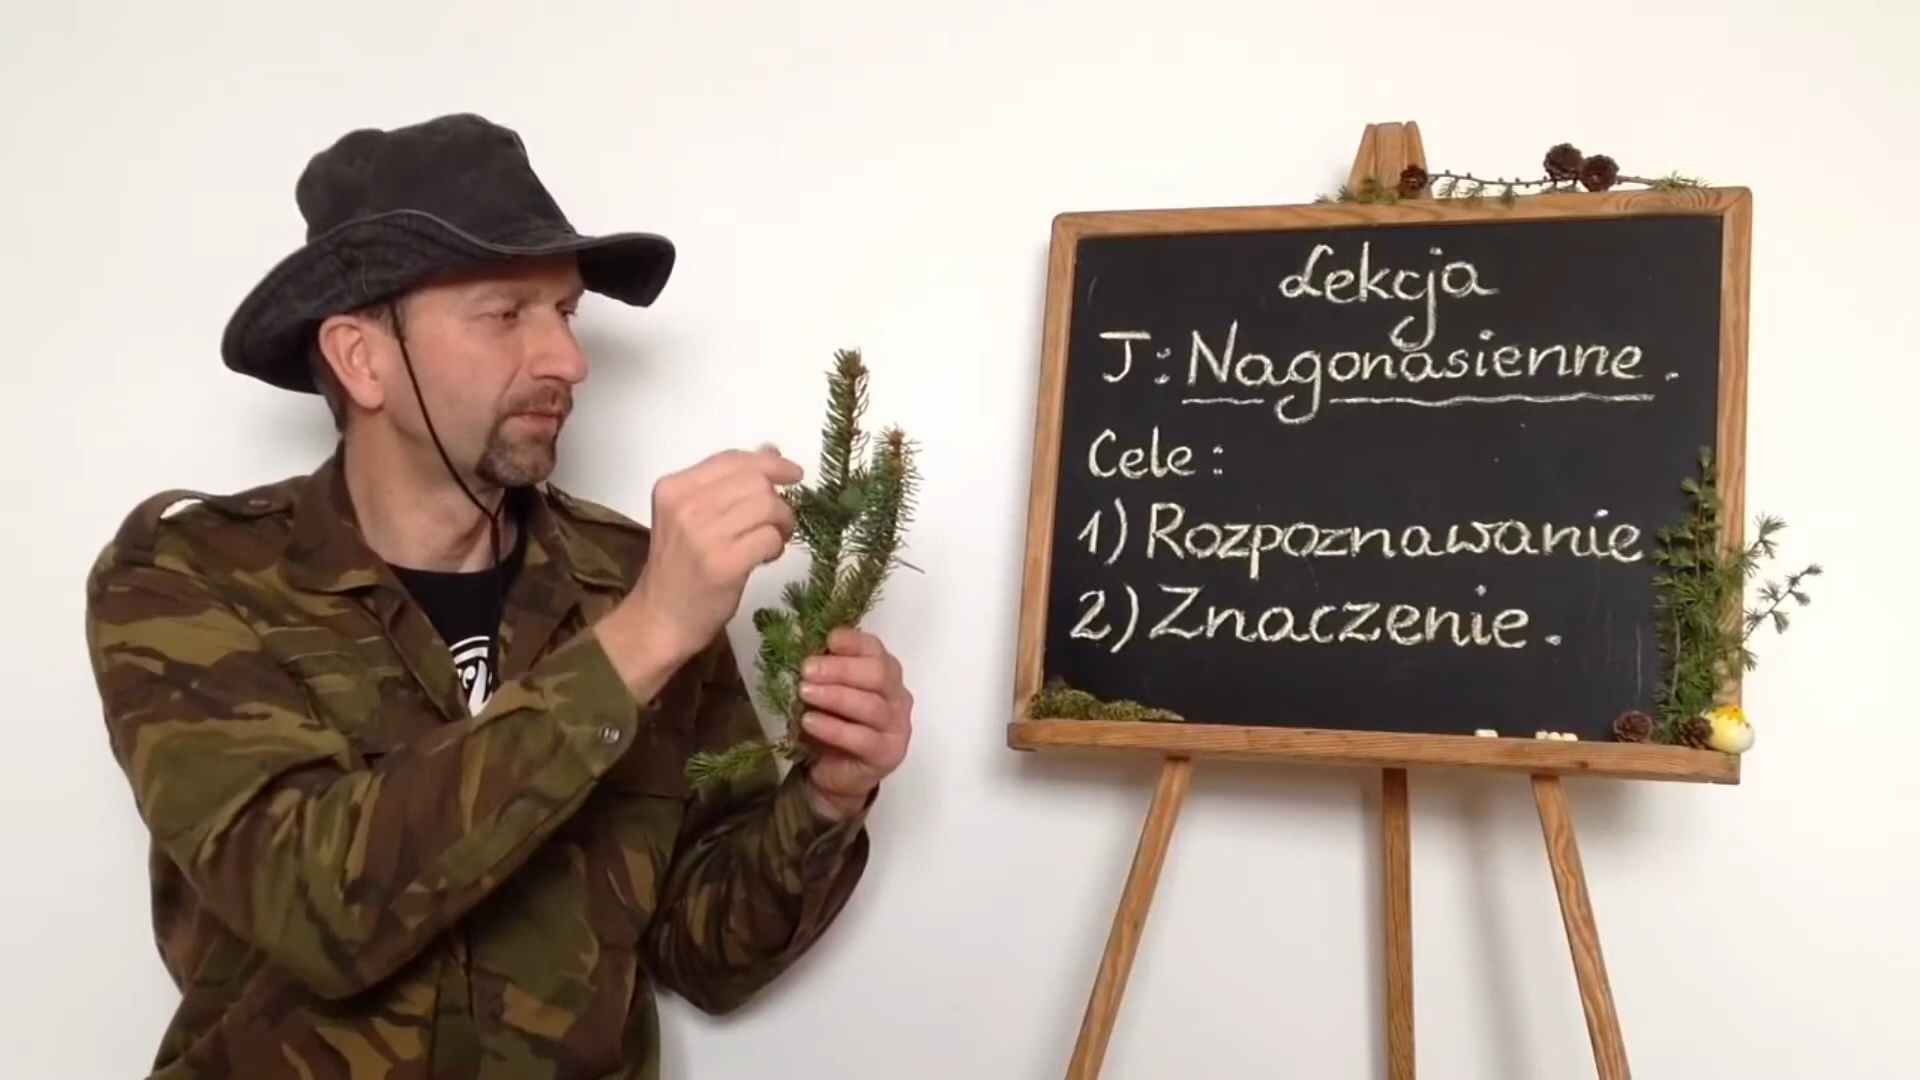 Lekcja
T: Nagonasienne.
Cele:
1) Rozpoznawanie
2) Znaczenie.